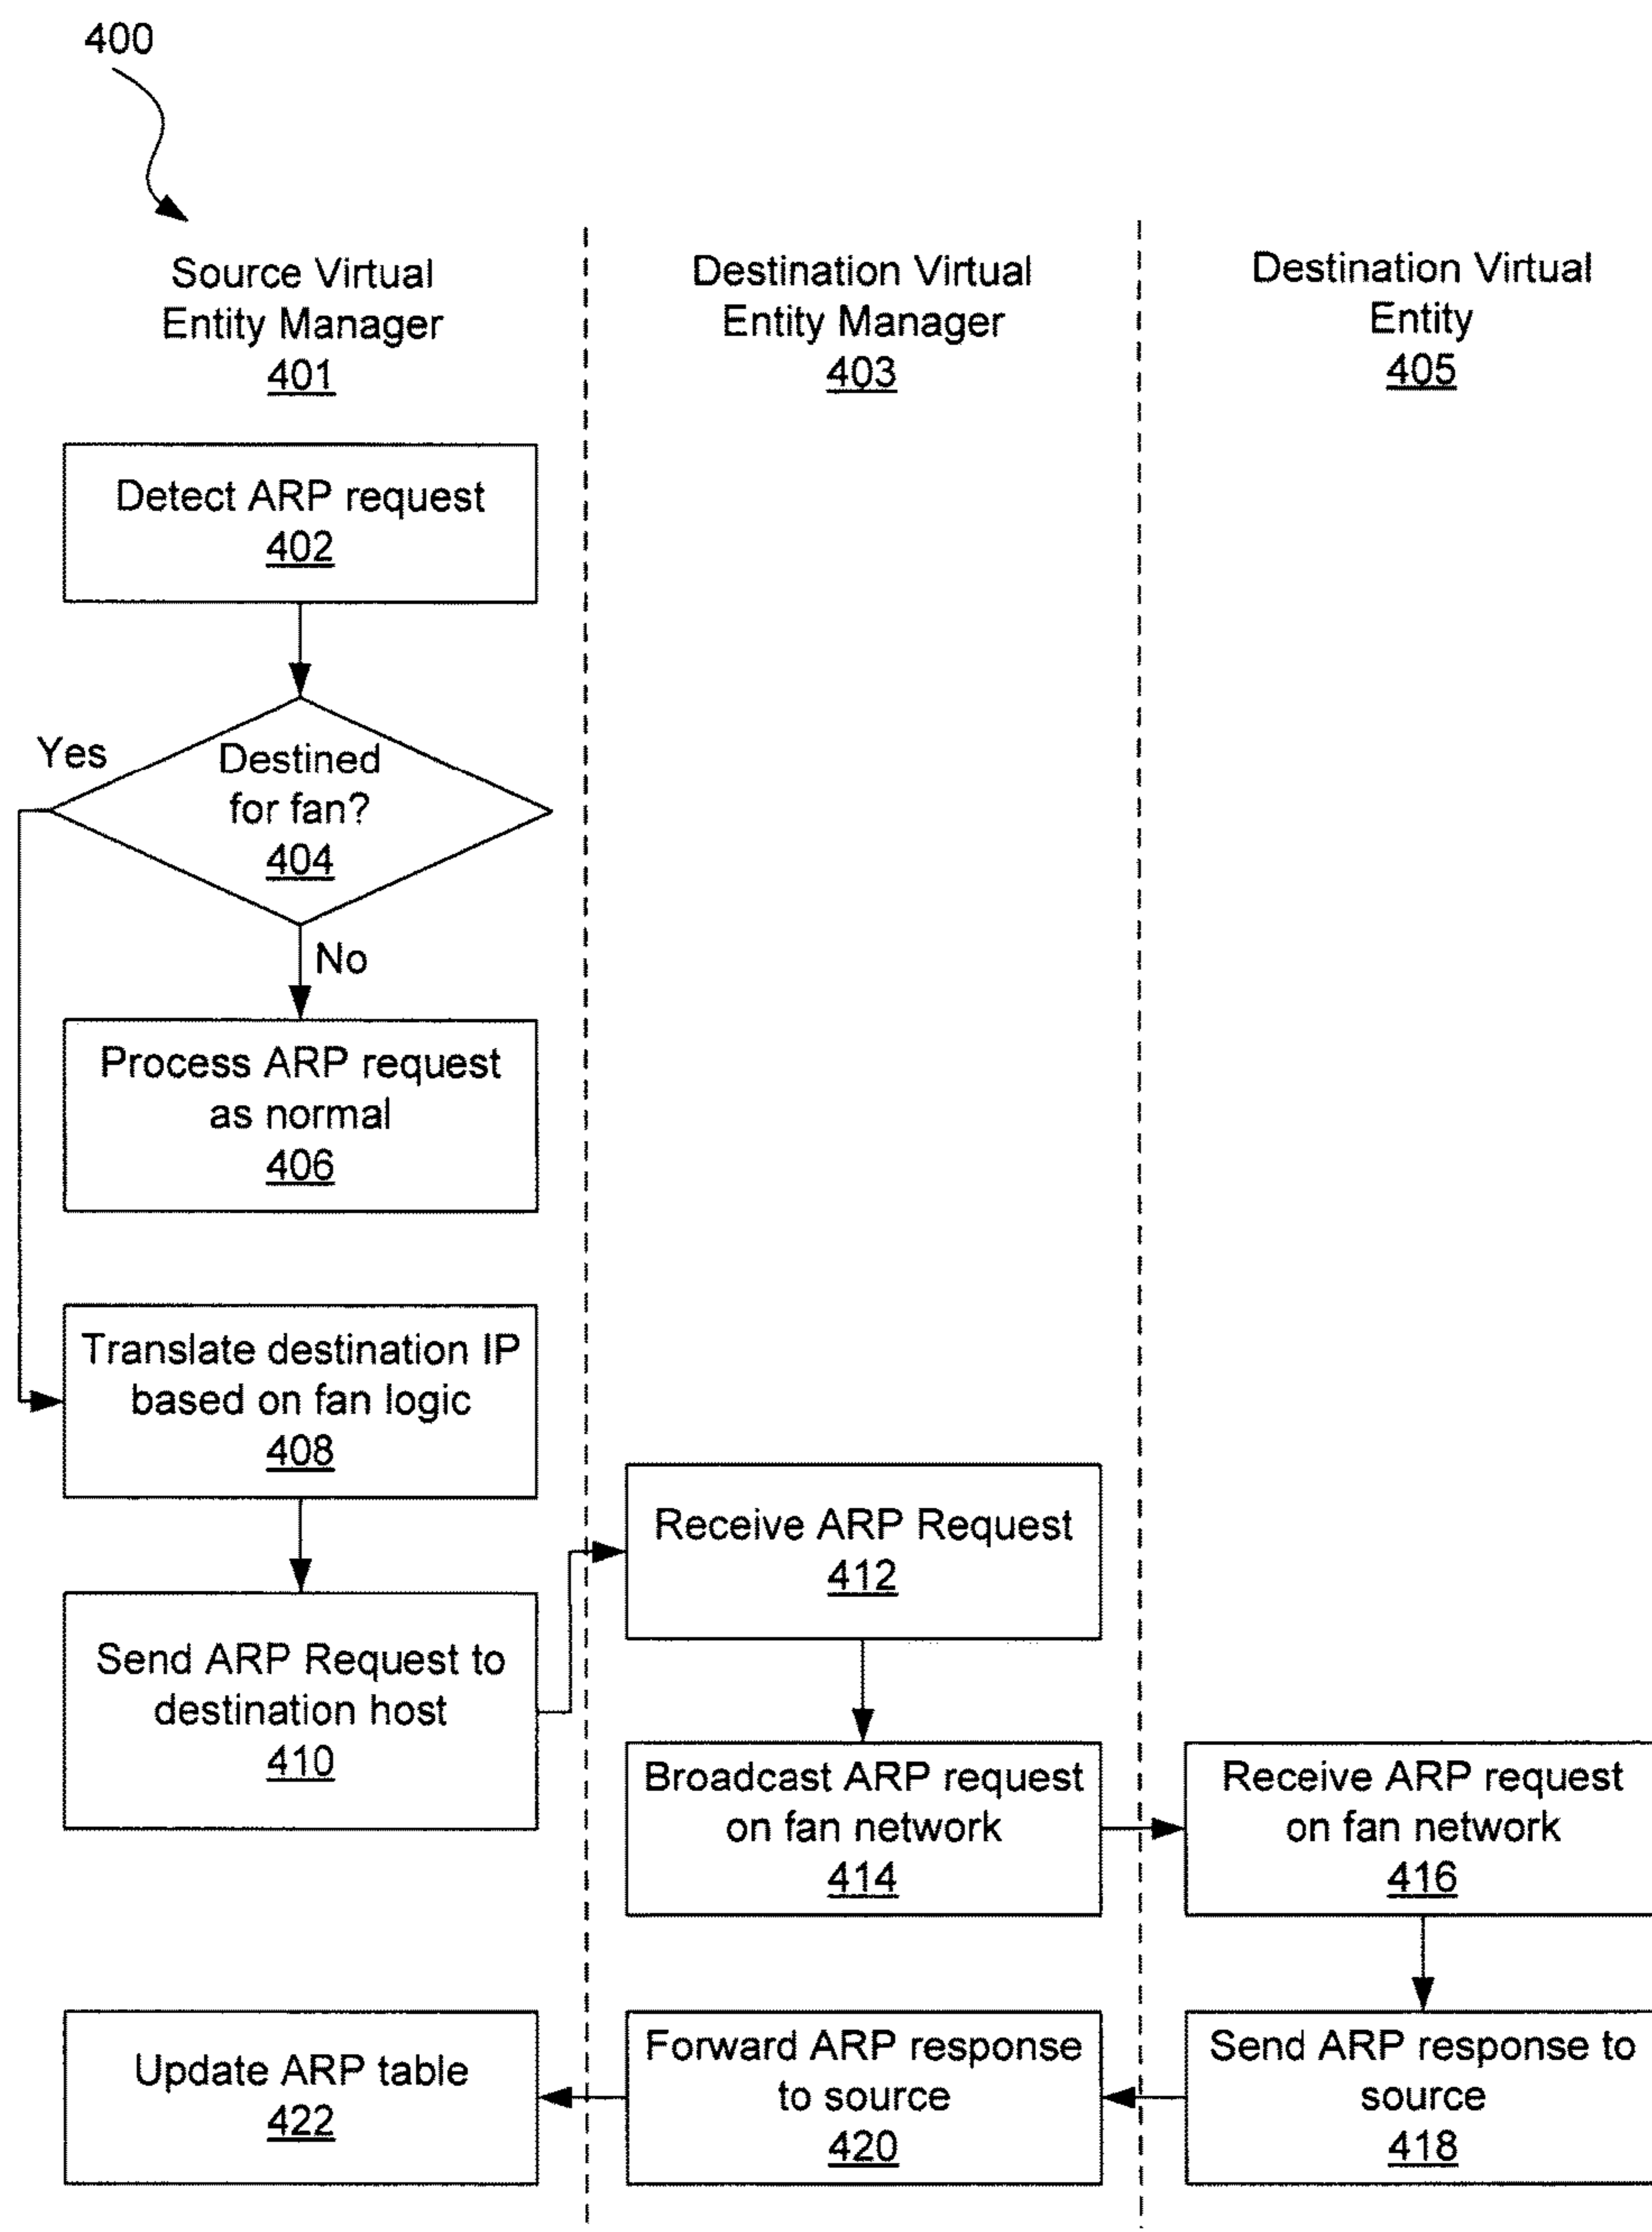 400
Source Virtual
Entity Manager
401
Destination Virtual
Entity Manager
403
Destination Virtual
Entity
405
Detect ARP request
402
Yes
Destined
for fan?
404
No
Process ARP request
as normal
406
Translate destination IP
based on fan logic
408
Send ARP Request to
destination host
410
Receive ARP Request
412
Broadcast ARP request
on fan network
414
Receive ARP request
on fan network
416
Send ARP response to
source
418
Forward ARP response
to source
420
Update ARP table
422